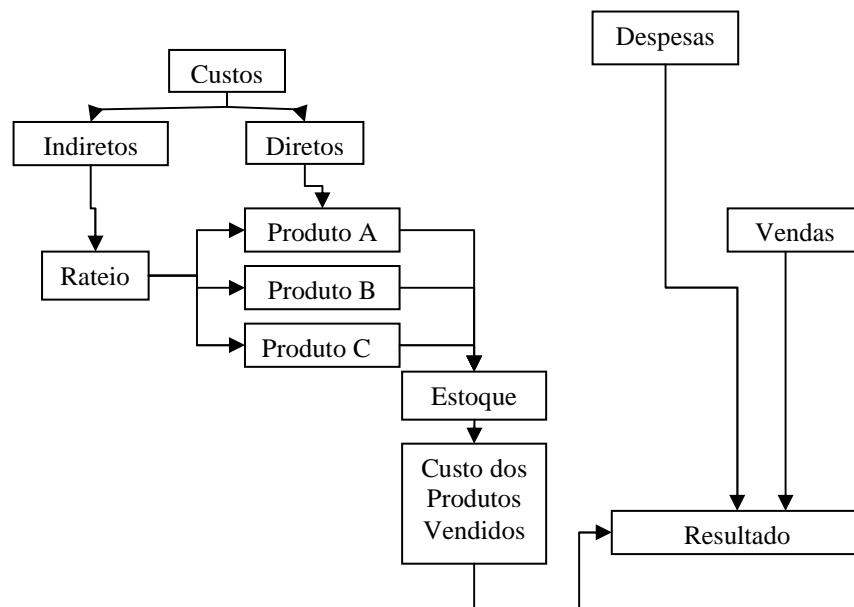 Despesas
Custos
Indiretos
Diretos
Produto A
Vendas
Rateio
Produto B
Produto C
Estoque
Custo dos
Produtos
Vendidos
Resultado